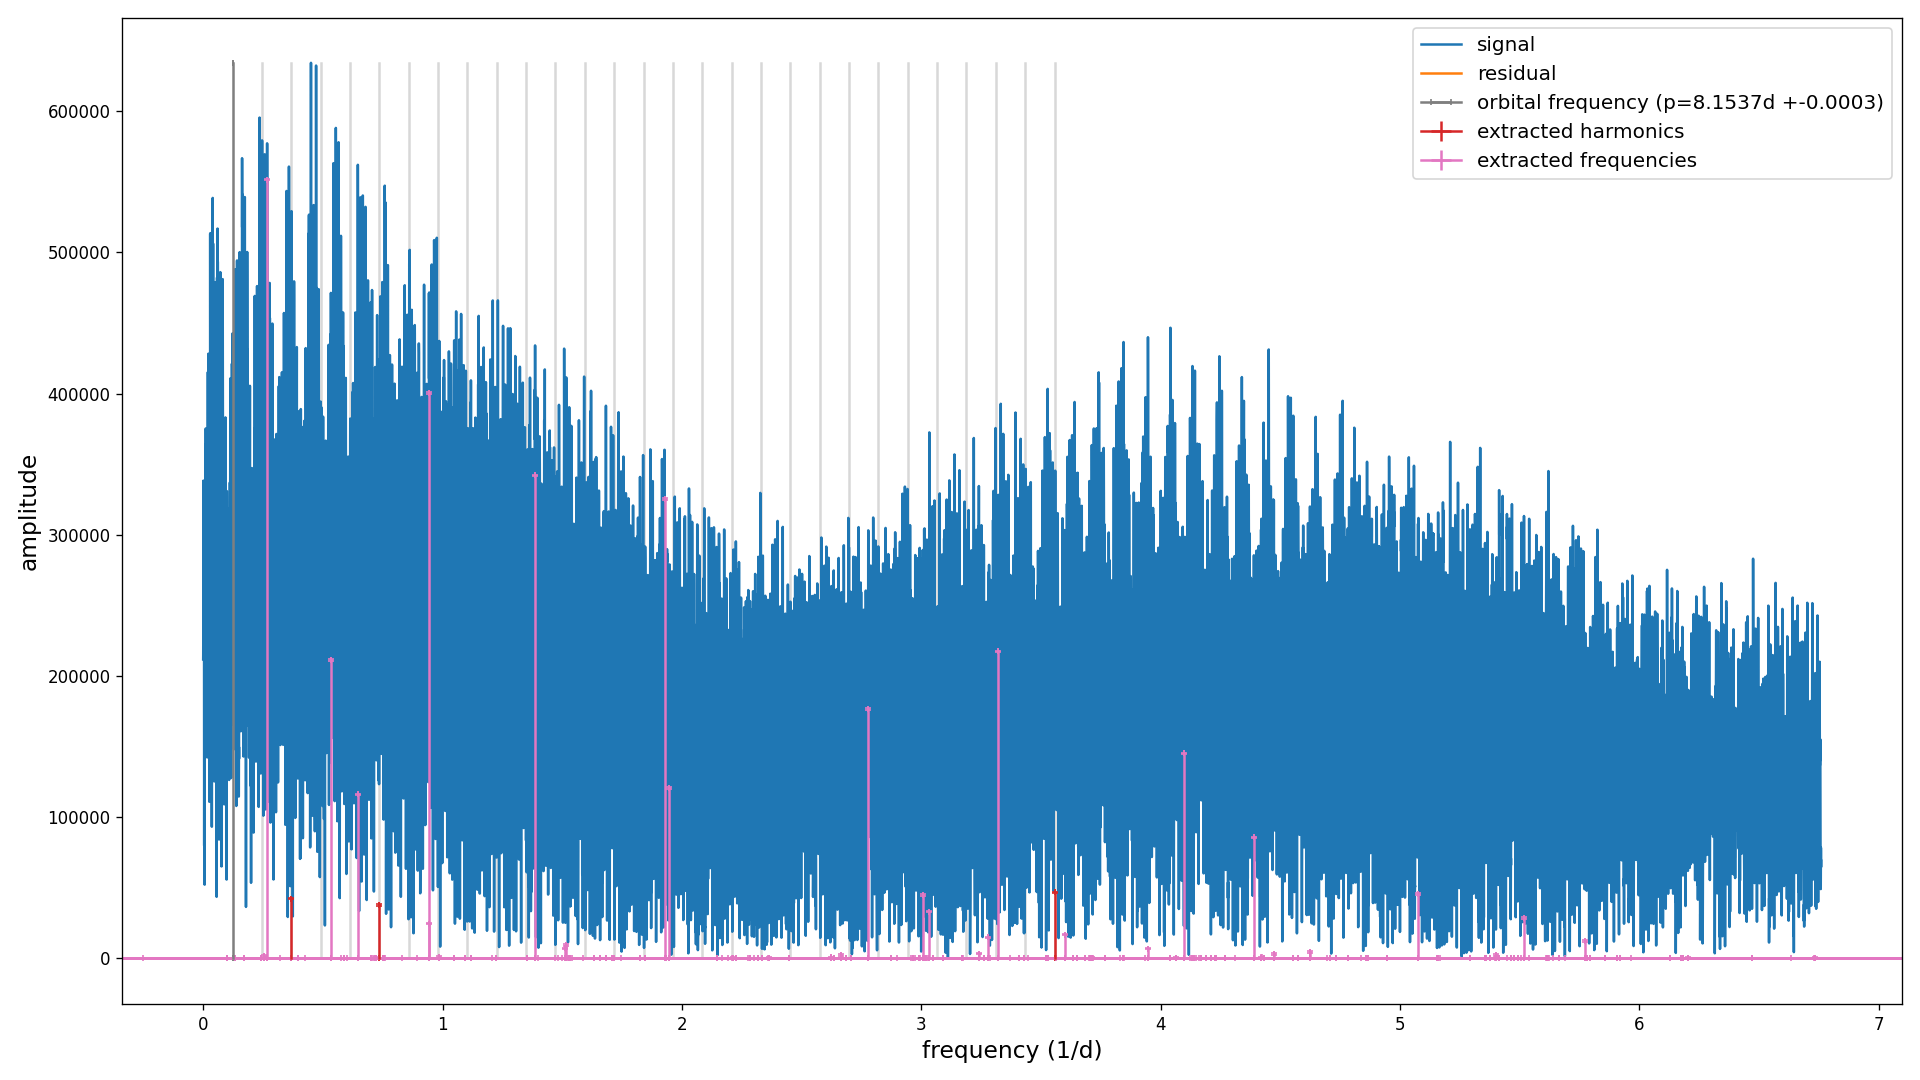 signal
residual
orbital frequency (p=8.1537d +-0.0003)
extracted harmonics
extracted frequencies
600000
500000
400000
300000
200000
100000
0
amplitude
0 1 2 3 4 5 6 7
frequency (1/d)